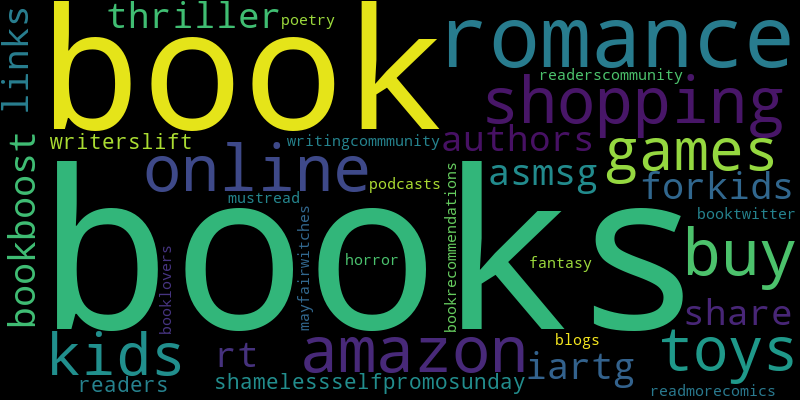 thriller
poetry
links
book
romance
readerscommunity
shopping
writerslift
writingcommmunity
authors
games
online
podcasts
asmsg
forkids
bookboost
mustread
booktwitter
books
bookrecommendations
mayfairwitches
booklovers
horror
fantasy
buy
share
kids
rt
amazon
blogs
iartg
toys
readers
shamelessselfpromosunday
readmorecomics